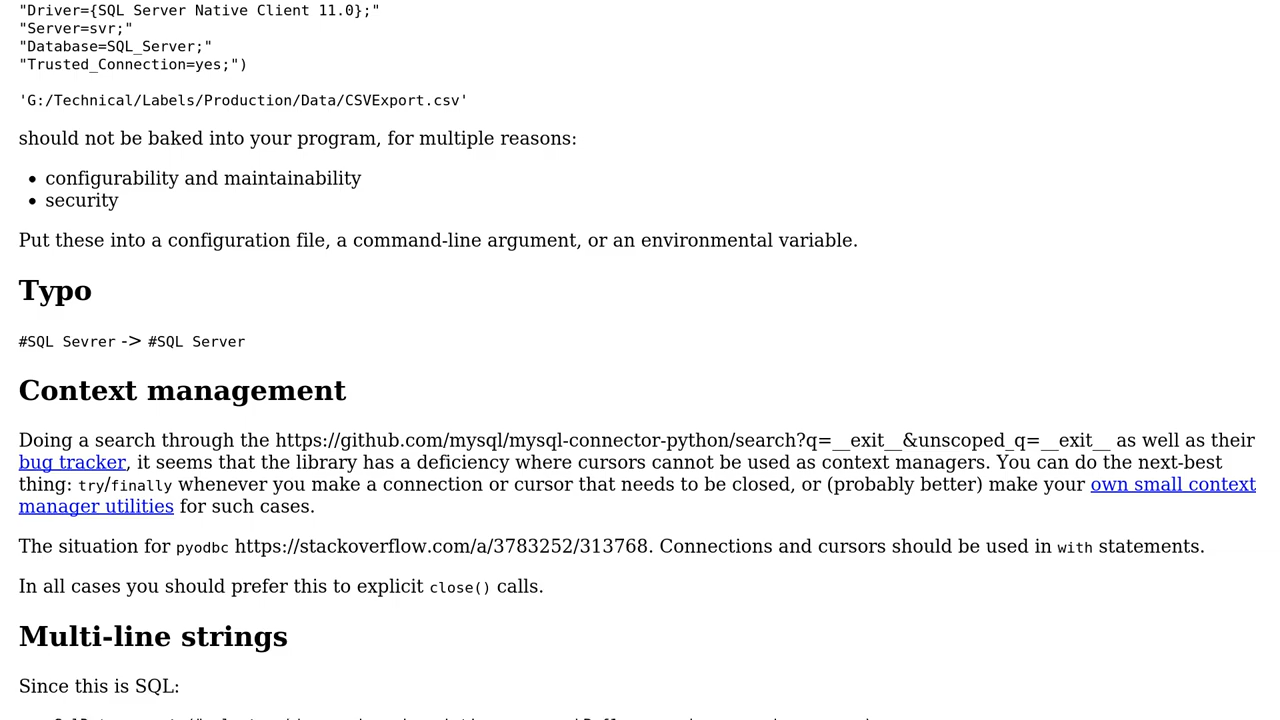 "Driver={SQL Server Native Client 11.0};"
"Server=svr;"
"Database=SQL_Server;"
"Trusted_Connection=yes;")
'G:/Technical/Labels/Production/Data/CSVExport.csv'
should not be baked into your program, for multiple reasons:
• configurability and maintainability
• security
Put these into a configuration file, a command-line argument, or an environmental variable.
Typo
#SQL Sevrer -> #SQL Server
Context management
Doing a search through the https://github.com/mysql/mysql-connector-python/search?q=__exit__&unscoped_q=__exit__ as well as their
bug tracker, it seems that the library has a deficiency where cursors cannot be used as context managers. You can do the next-best
thing: try/finally whenever you make a connection or cursor that needs to be closed, or (probably better) make your own small context
manager utilities for such cases.
The situation for pyodbc https://stackoverflow.com/a/3783252/313768. Connections and cursors should be used in with statements.
In all cases you should prefer this to explicit close() calls.
Multi-line strings
Since this is SQL: